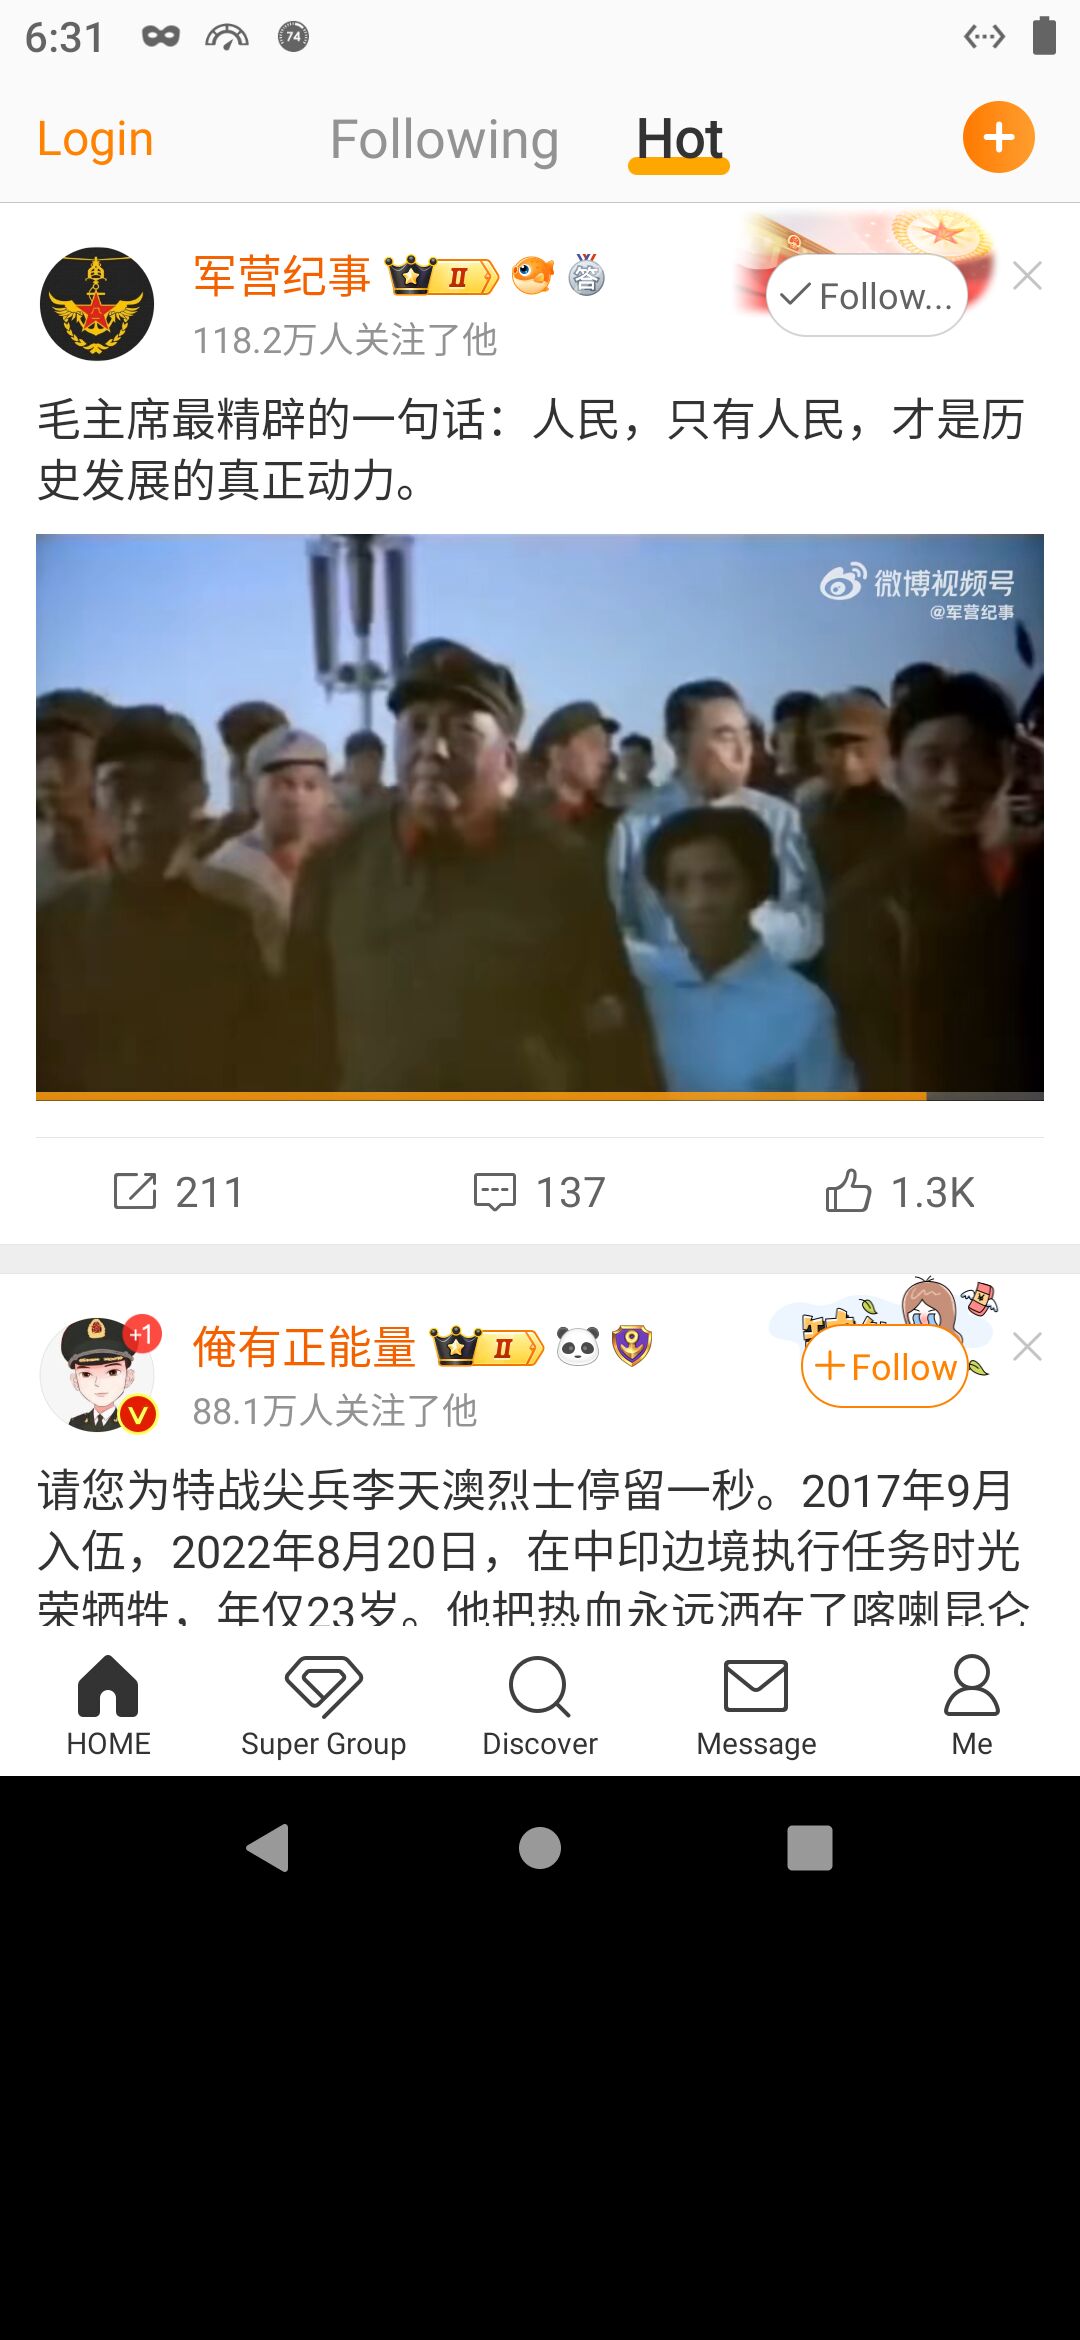 6:31
74
Login
Following
Hot
军营纪事
II
答
Follow...
118.2万人关注了他
毛主席最精辟的一句话：人民，只有人民，才是历
史发展的真正动力。
微博视频号
@军营纪事
211
137
1.3K
+1
V
俺有正能量
II
+Follow
88.1万人关注了他
请您为特战尖兵李天澳烈士停留一秒。2017年9月
入伍，2022年8月20日，在中印边境执行任务时光
荣牺牲，年仅23岁。他把热血永远洒在了喀喇昆仑
HOME
Super Group
Discover
Message
Me